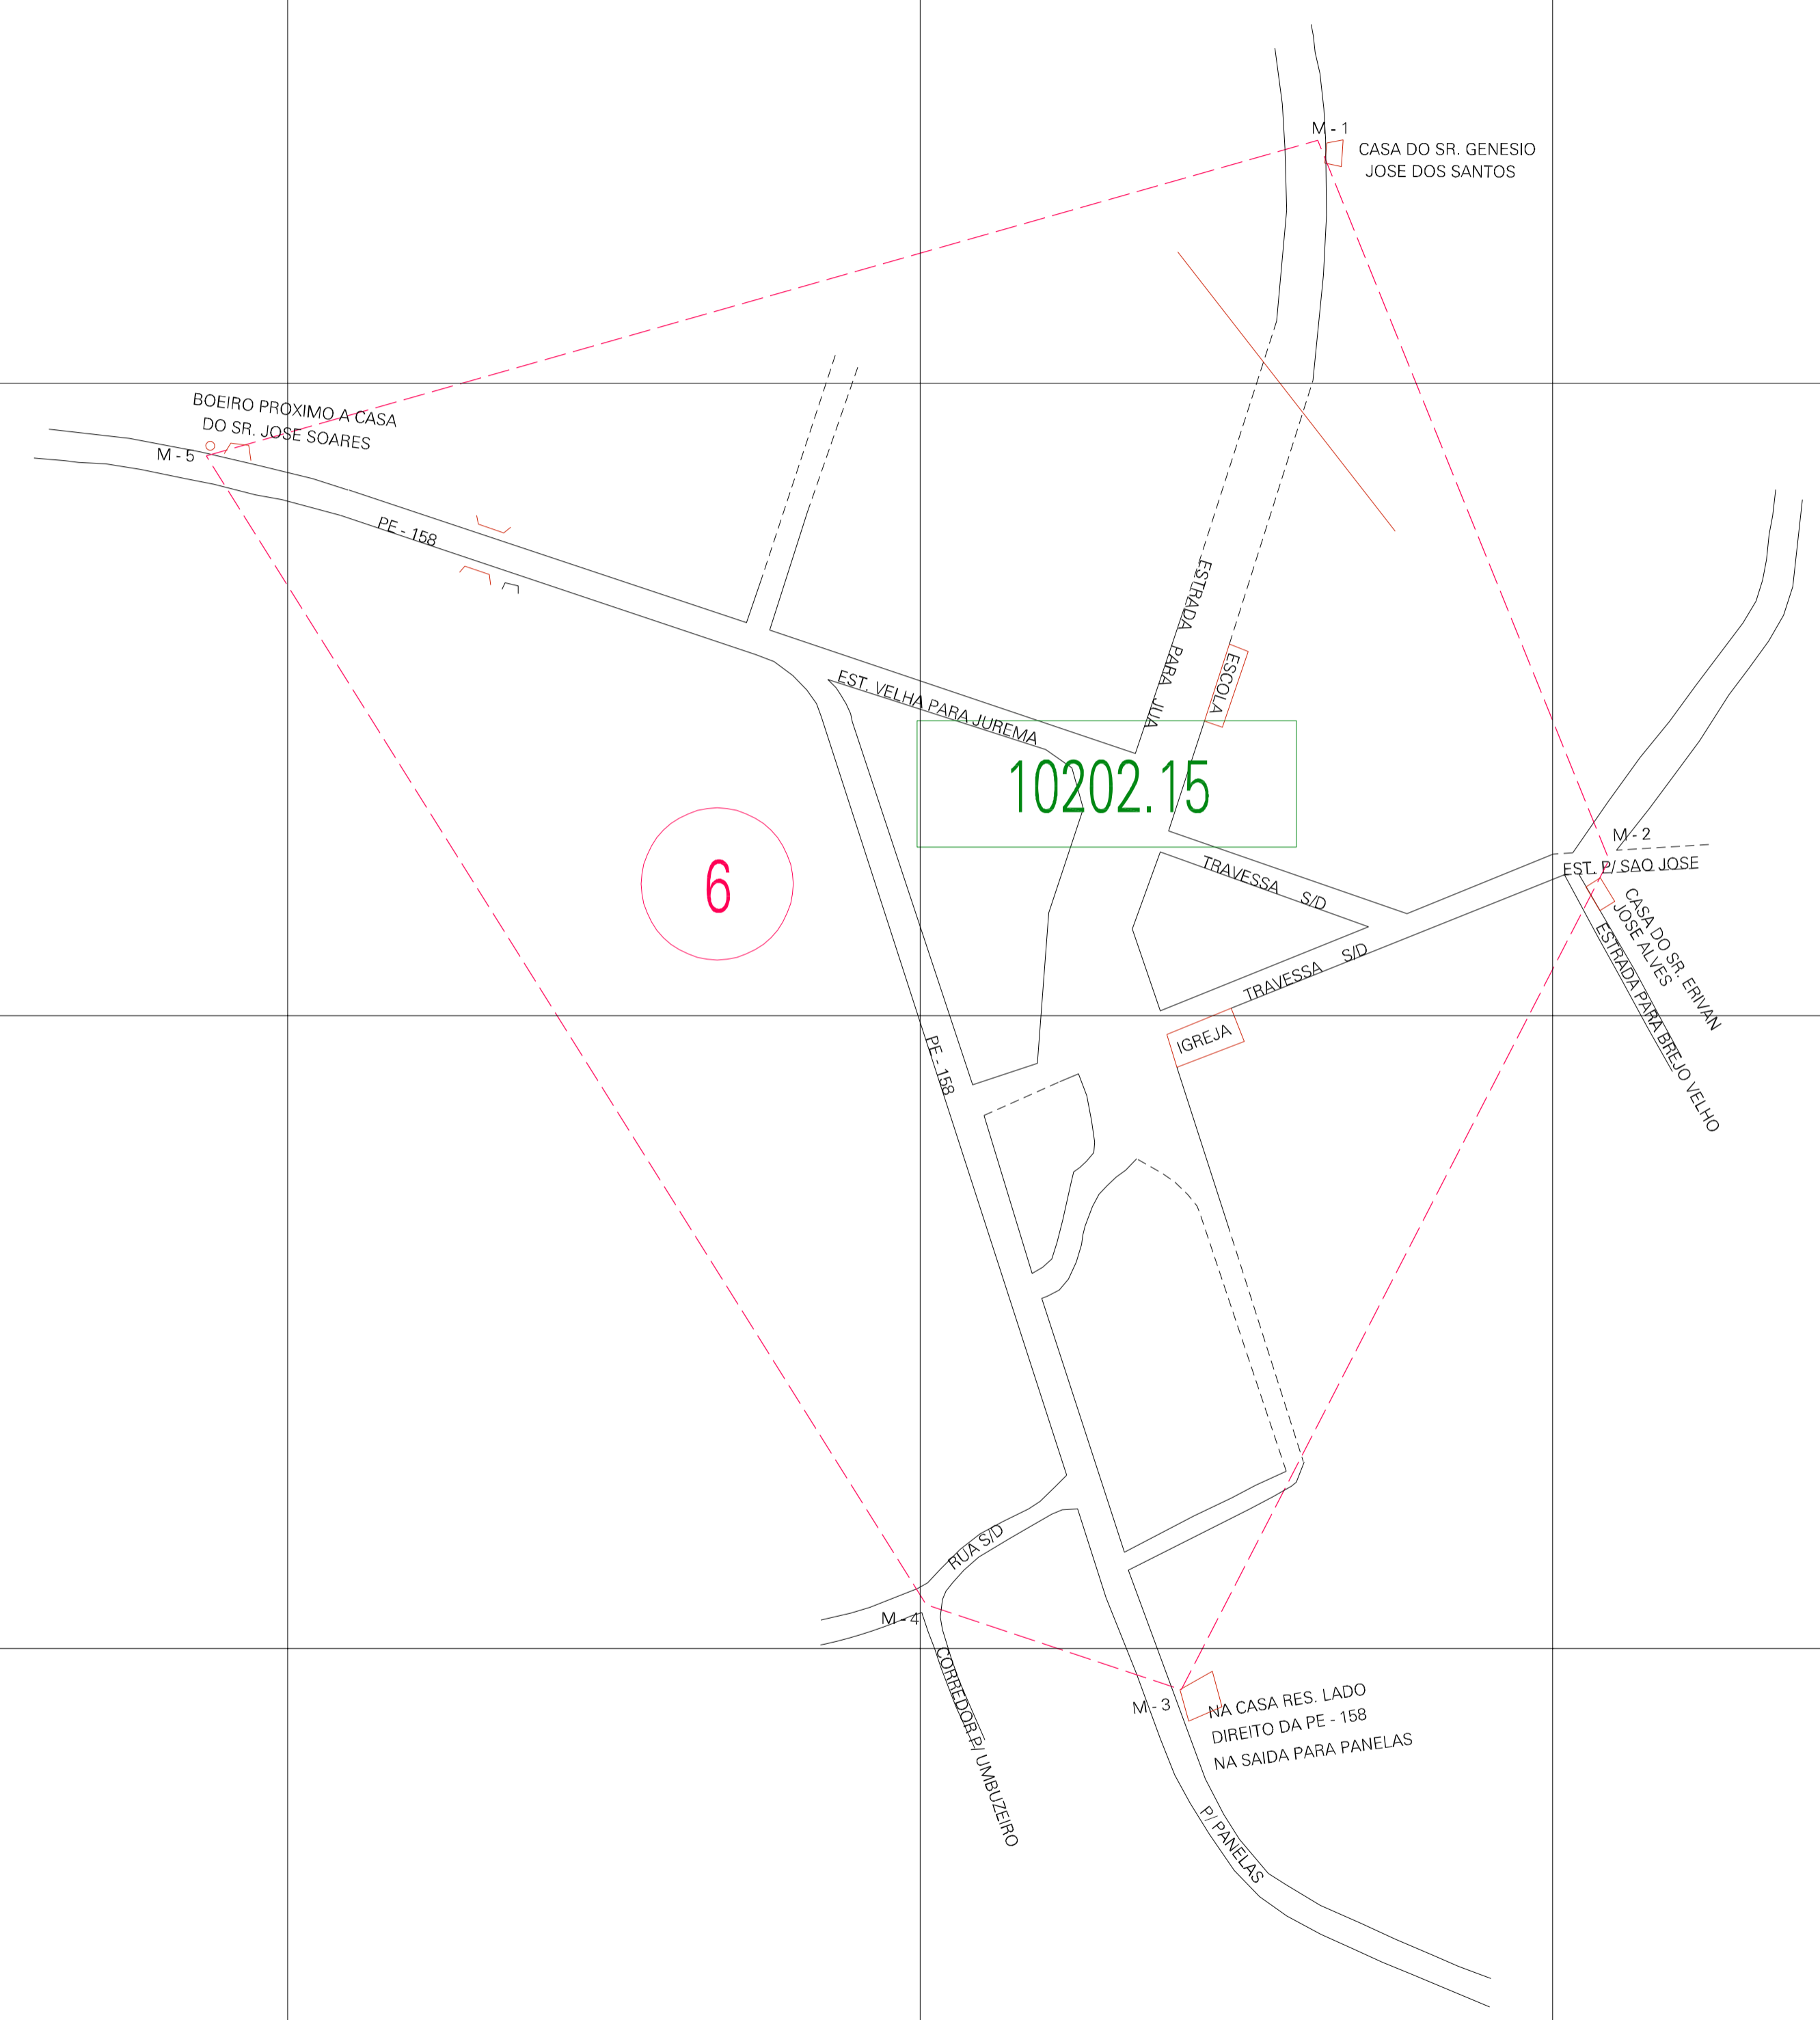 M - 1
CASA DO SR. GENESIO
JOSE DOS SANTOS
BOEIRO PROXIMO A CASA
DO SR. JOSE SOARES
M - 5
PE - 158
ESTRADA PARA JUA
ESCOLA
EST. VELHA PARA JUREMA
10202.15
6
M - 2
EST. P/ SAO JOSE
TRAVESSA S/D
CASA DO SR. ERIVAN
JOSE ALVES
TRAVESSA S/D
ESTRADA PARA BREJO VELHO
IGREJA
PE - 158
RUA S/D
M - 4
CORREDOR P/ UMBUZEIRO
M - 3
NA CASA RES. LADO
DIREITO DA PE - 158
NA SAIDA PARA PANELAS
P/ PANELAS